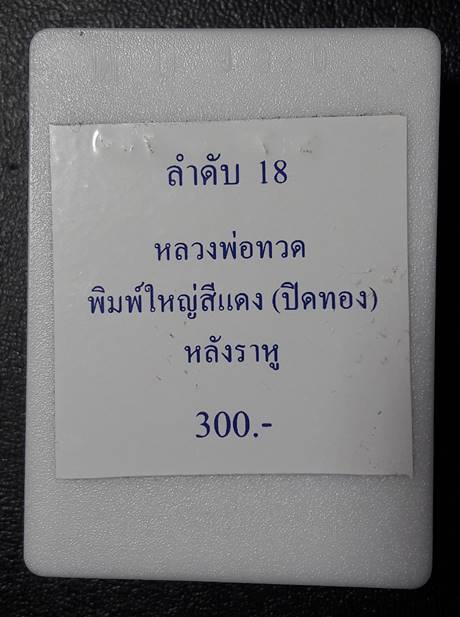 ลำดับ 18
หลวงพ่อทวด
พิมพ์ใหญ่สีแดง (ปิดทอง)
หลังราหู
300.-